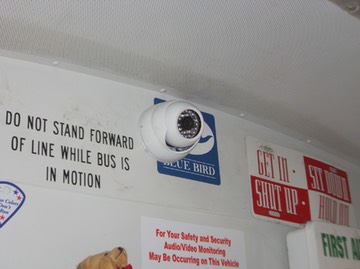 DO NOT STAND FORWARD
OF LINE WHILE BUS IS
IN MOTION
BLUE BIRD
GET IN
SIT DOWN
SHUT UP
HOLD ON
For Your Safety and Security
Audio/Video Monitoring
May Be Occurring on This Vehicle
FIRST